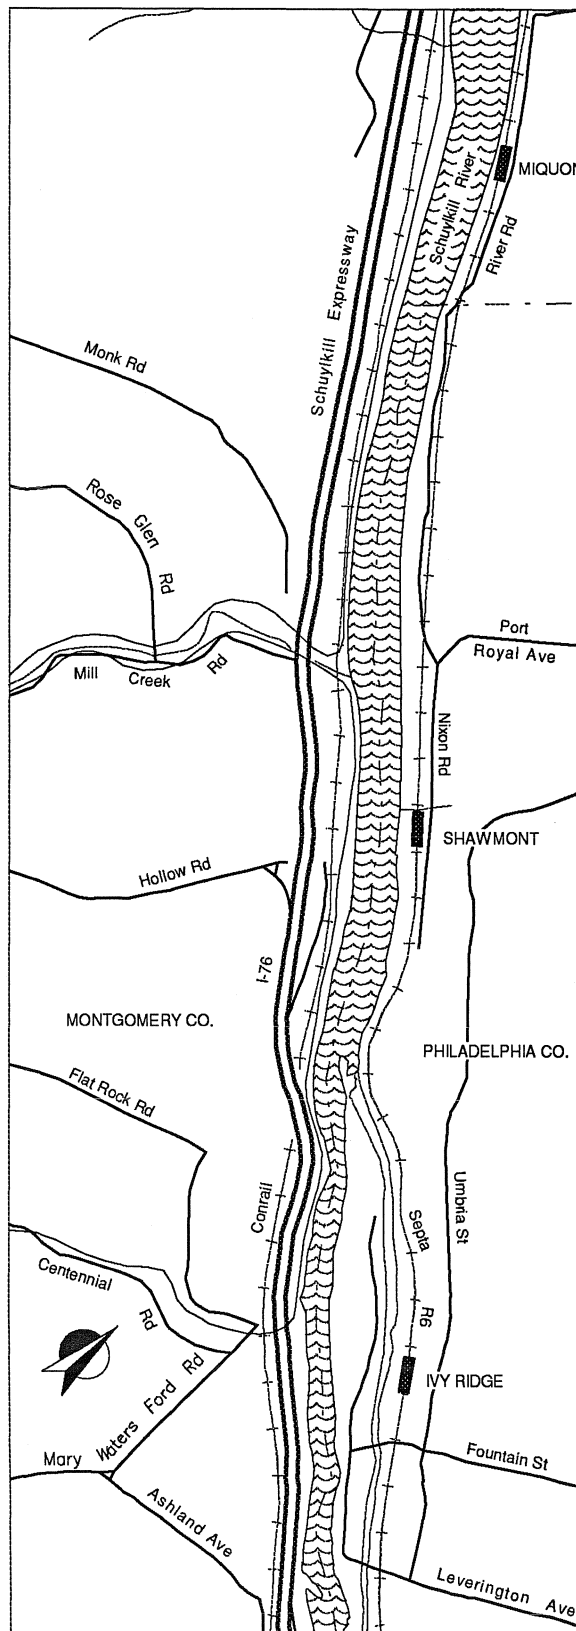 Schuylkill River
MIQUON
River Rd
Schuylkill Expressway
Monk Rd
Rose Glen Rd
Port
Royal Ave
Mill Creek Rd
Nixon Rd
SHAWMONT
Hollow Rd
I-76
MONTGOMERY CO.
PHILADELPHIA CO.
Flat Rock Rd
Conrail
Umbria St
Septa R6
Centennial Rd
IVY RIDGE
Mary Waters Ford Rd
Fountain St
Ashland Ave
Leverington Ave